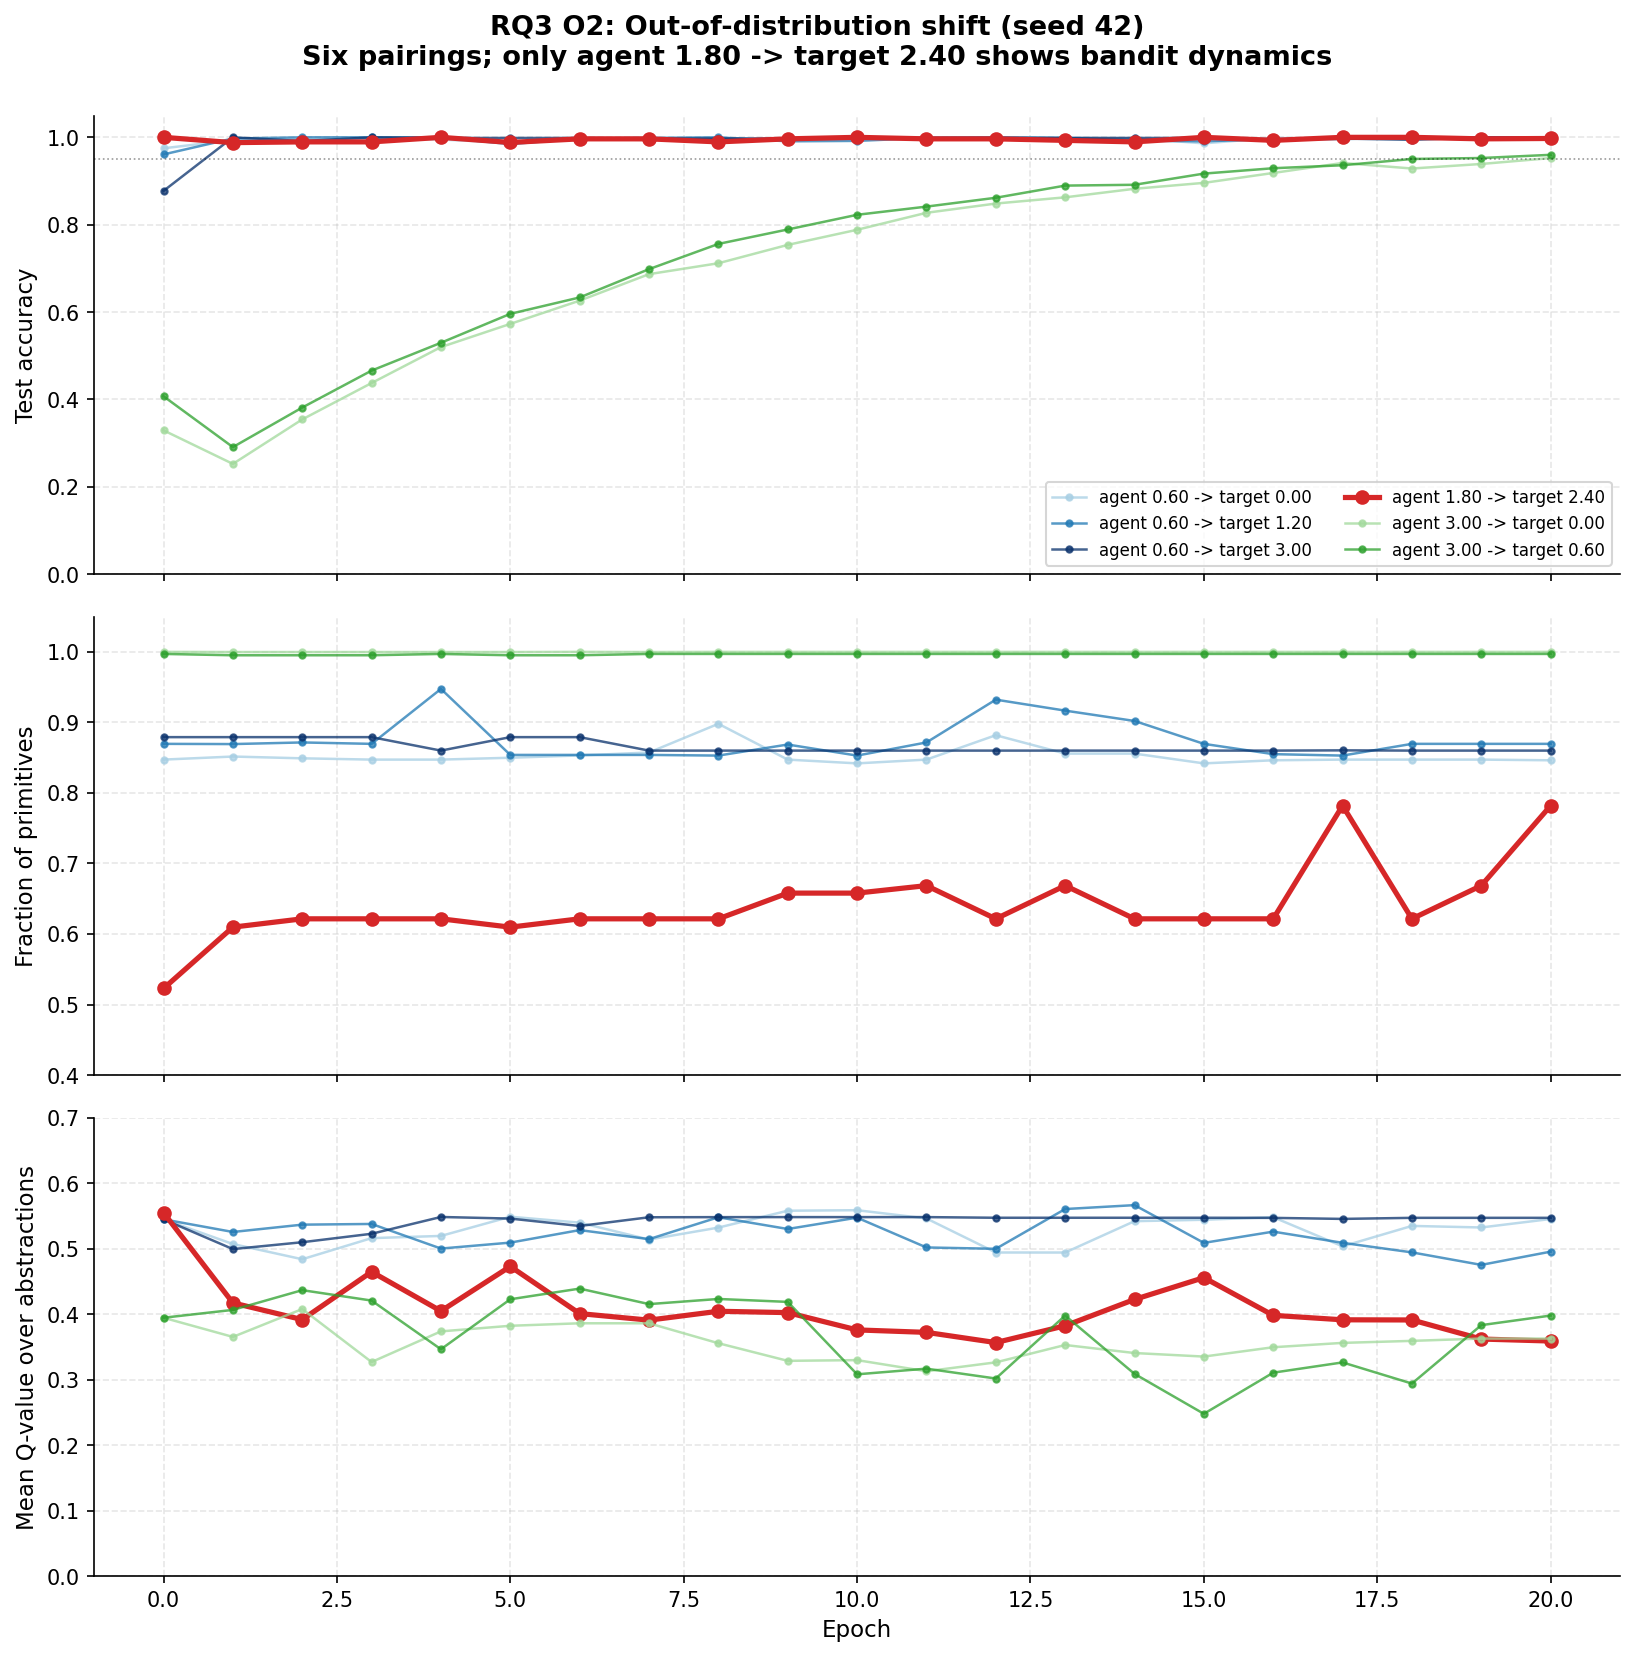 RQ3 O2: Out-of-distribution shift (seed 42)
Six pairings; only agent 1.80 -> target 2.40 shows bandit dynamics
Test accuracy
1.0
0.8
0.6
0.4
0.2
0.0
agent 0.60 -> target 0.00
agent 0.60 -> target 1.20
agent 0.60 -> target 3.00
agent 1.80 -> target 2.40
agent 3.00 -> target 0.00
agent 3.00 -> target 0.60
Fraction of primitives
1.0
0.9
0.8
0.7
0.6
0.5
0.4
Mean Q-value over abstractions
0.7
0.6
0.5
0.4
0.3
0.2
0.1
0.0
0.0 2.5 5.0 7.5 10.0 12.5 15.0 17.5 20.0
Epoch